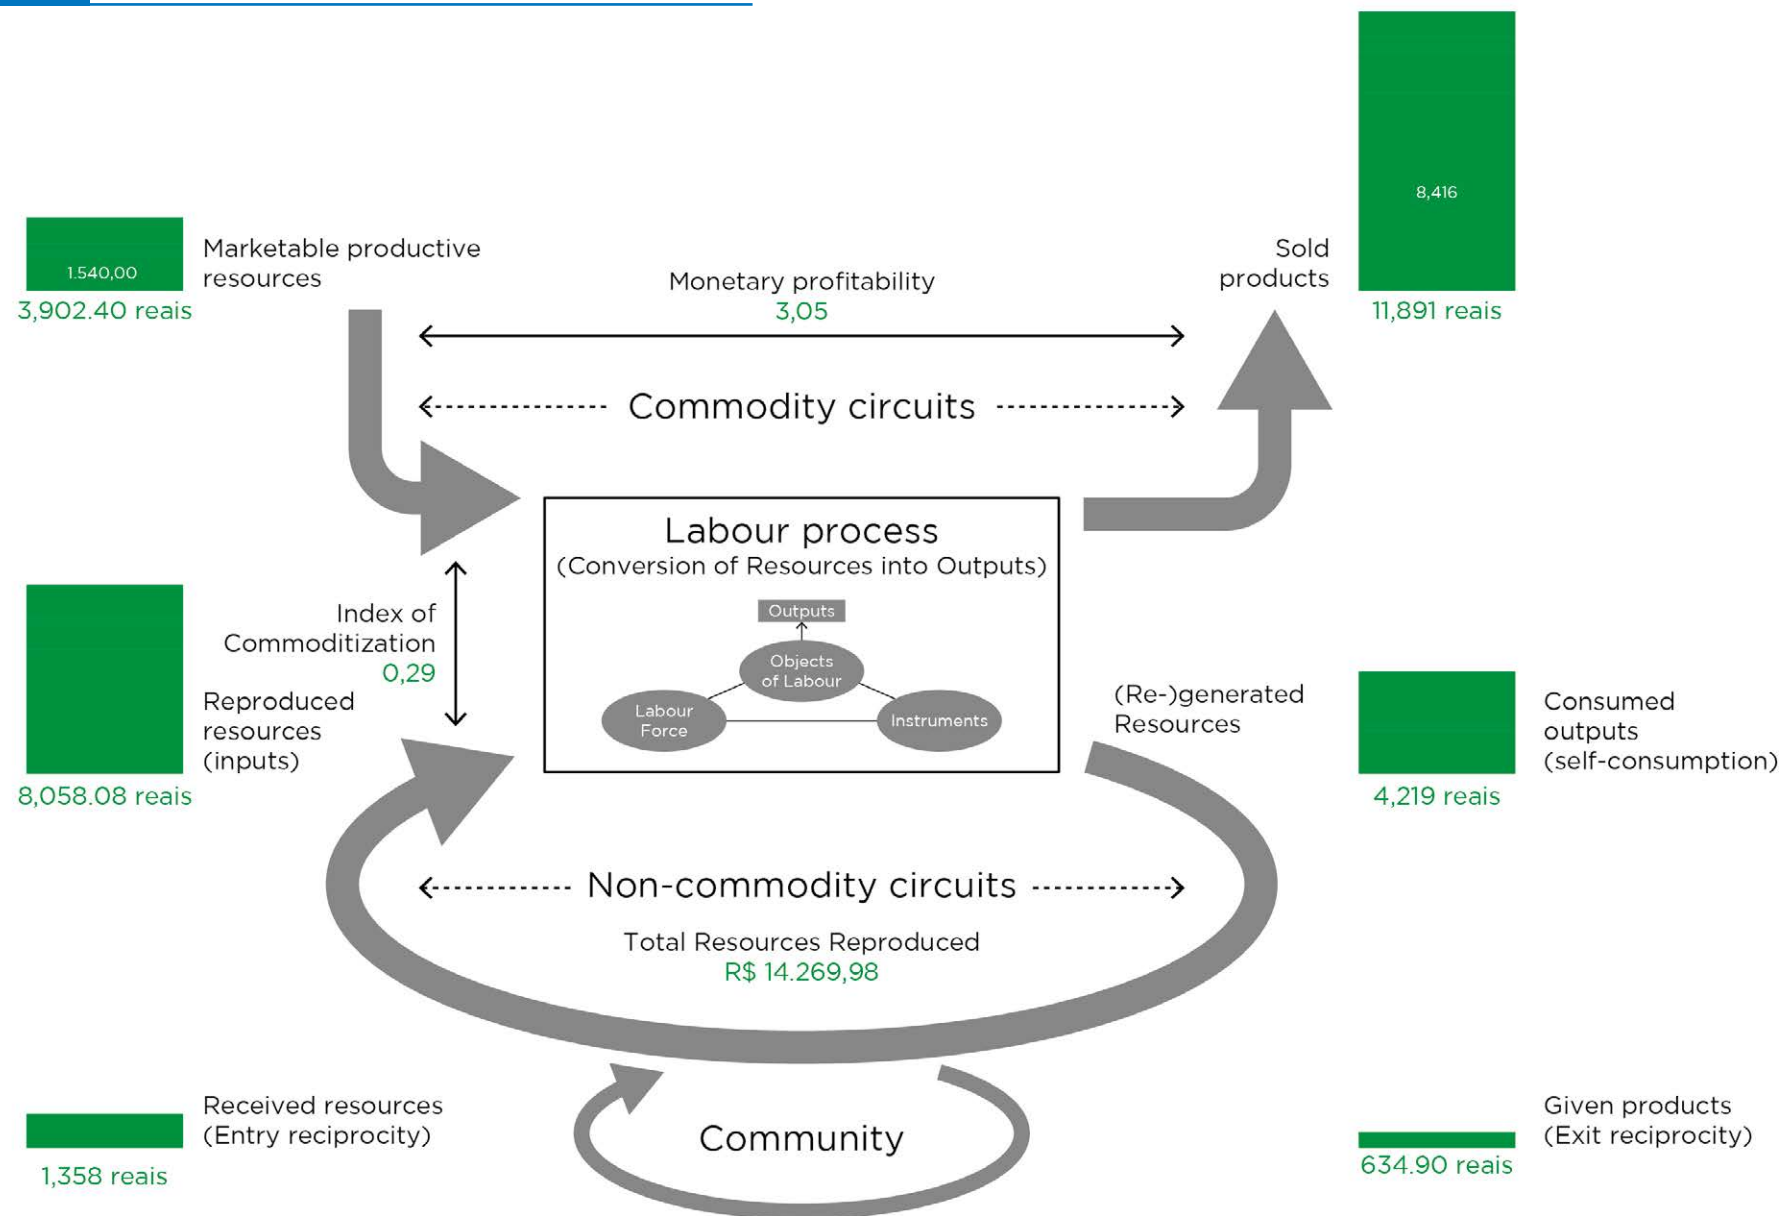 8,416
1.540,00
3,902.40 reais
Marketable productive
resources
Monetary profitability
3,05
Sold
products
11,891 reais
Commodity circuits
Labour process
(Conversion of Resources into Outputs)
Outputs
Objects
of Labour
Labour
Force
Instruments
Index of
Commoditization
0,29
Reproduced
resources
(inputs)
8,058.08 reais
(Re-)generated
Resources
Consumed
outputs
(self-consumption)
4,219 reais
Non-commodity circuits
Total Resources Reproduced
R$ 14.269,98
Received resources
(Entry reciprocity)
1,358 reais
Community
Given products
(Exit reciprocity)
634.90 reais